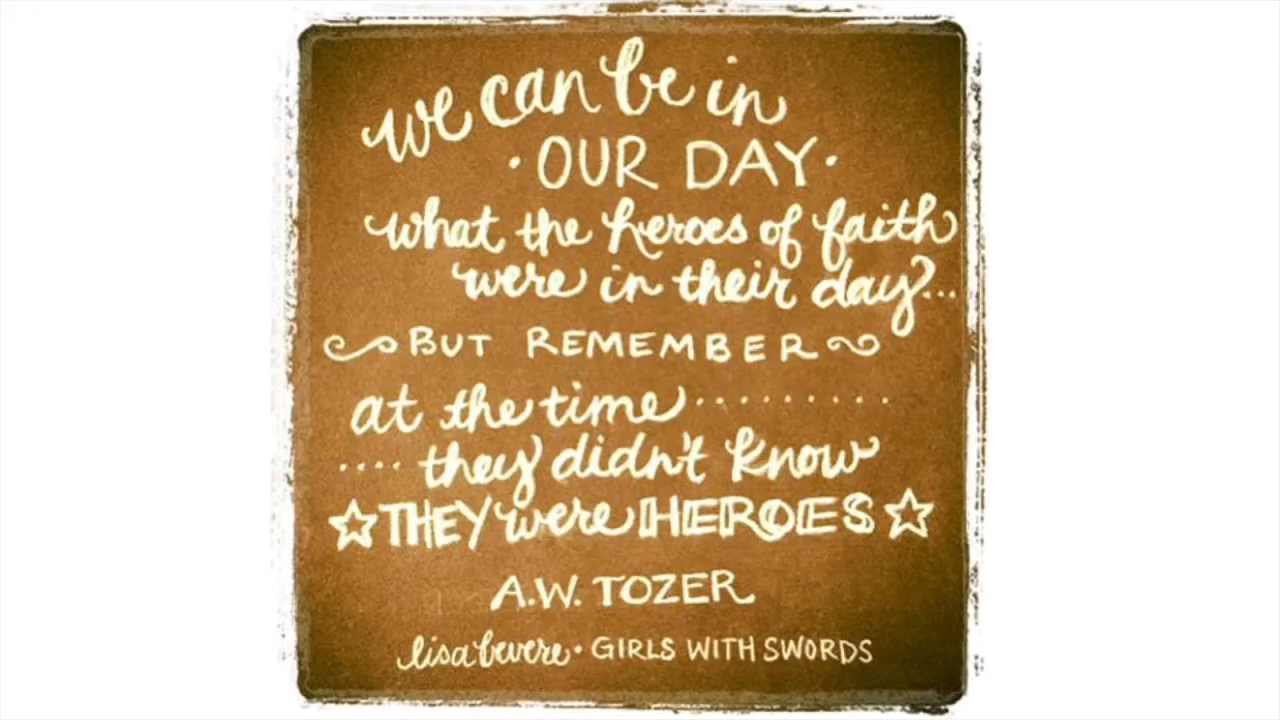 we can be in
· OUR DAY ·
what the heroes of faith
were in their day?...
BUT REMEMBER
at the time .........
.... they didn't know
THEY were HEROES
A.W. TOZER
lisa bevere · GIRLS WITH SWORDS